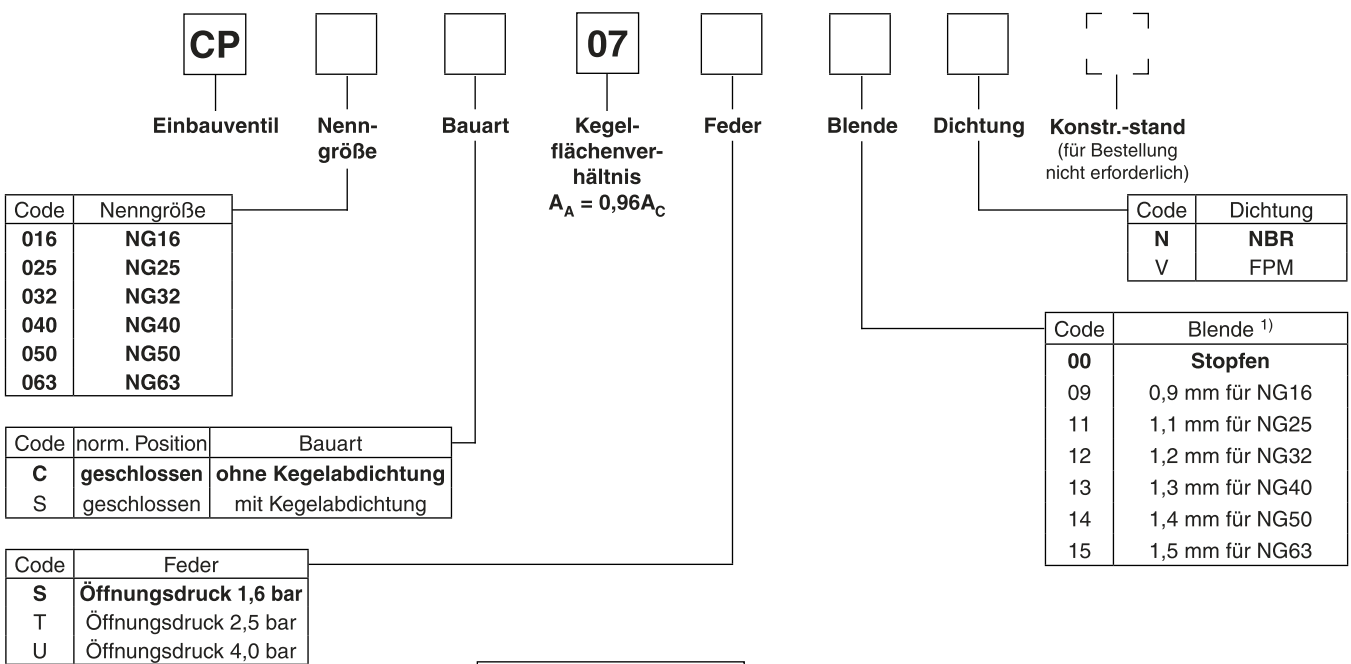 CP 07
Einbauventil Nenn- Bauart Kegel- Feder Blende Dichtung Konstr.-stand
größe flächenver- (für Bestellung
hältnis nicht erforderlich)
A_A = 0,96A_C
Code Nenngröße
016 NG16
025 NG25
032 NG32
040 NG40
050 NG50
063 NG63
Code Dichtung
N NBR
V FPM
Code Blende 1)
00 Stopfen
09 0,9 mm für NG16
11 1,1 mm für NG25
12 1,2 mm für NG32
13 1,3 mm für NG40
14 1,4 mm für NG50
15 1,5 mm für NG63
Code norm. Position Bauart
C geschlossen ohne Kegelabdichtung
S geschlossen mit Kegelabdichtung
Code Feder
S Öffnungsdruck 1,6 bar
T Öffnungsdruck 2,5 bar
U Öffnungsdruck 4,0 bar